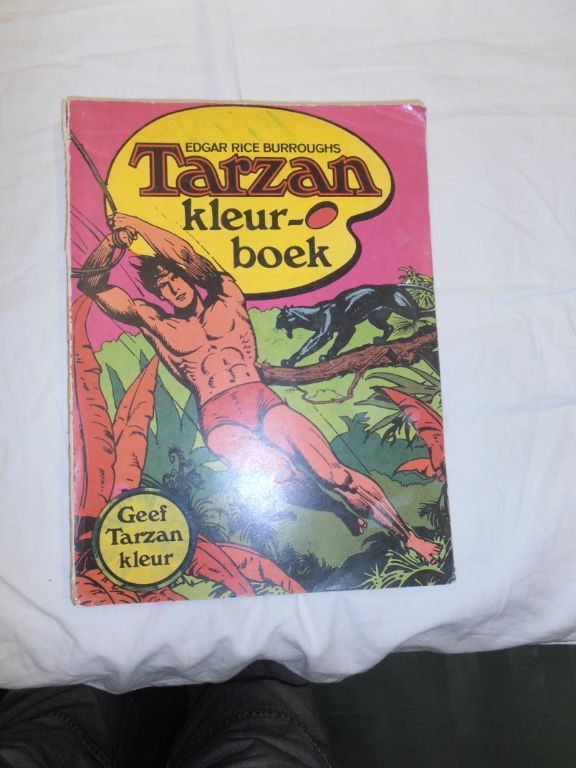 EDGAR RICE BURROUGHS
Tarzan
kleur-
boek
Geef
Tarzan
kleur